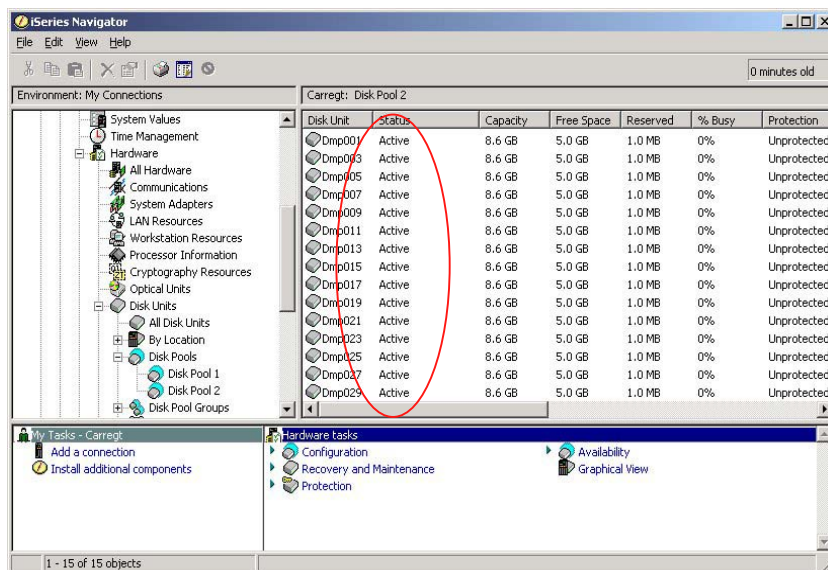 iSeries Navigator
File Edit View Help
0 minutes old
Environment: My Connections
Carregt: Disk Pool 2
System Values
Time Management
Hardware
All Hardware
Communications
System Adapters
LAN Resources
Workstation Resources
Processor Information
Cryptography Resources
Optical Units
Disk Units
All Disk Units
By Location
Disk Pools
Disk Pool 1
Disk Pool 2
Disk Pool Groups
Disk Unit Status Capacity Free Space Reserved % Busy Protection
Dmp001 Active 8.6 GB 5.0 GB 1.0 MB 0% Unprotected
Dmp003 Active 8.6 GB 5.0 GB 1.0 MB 0% Unprotected
Dmp005 Active 8.6 GB 5.0 GB 1.0 MB 0% Unprotected
Dmp007 Active 8.6 GB 5.0 GB 1.0 MB 0% Unprotected
Dmp009 Active 8.6 GB 5.0 GB 1.0 MB 0% Unprotected
Dmp011 Active 8.6 GB 5.0 GB 1.0 MB 0% Unprotected
Dmp013 Active 8.6 GB 5.0 GB 1.0 MB 0% Unprotected
Dmp015 Active 8.6 GB 5.0 GB 1.0 MB 0% Unprotected
Dmp017 Active 8.6 GB 5.0 GB 1.0 MB 0% Unprotected
Dmp019 Active 8.6 GB 5.0 GB 1.0 MB 0% Unprotected
Dmp021 Active 8.6 GB 5.0 GB 1.0 MB 0% Unprotected
Dmp023 Active 8.6 GB 5.0 GB 1.0 MB 0% Unprotected
Dmp025 Active 8.6 GB 5.0 GB 1.0 MB 0% Unprotected
Dmp027 Active 8.6 GB 5.0 GB 1.0 MB 0% Unprotected
Dmp029 Active 8.6 GB 5.0 GB 1.0 MB 0% Unprotected
My Tasks - Carregt
Add a connection
Install additional components
Hardware tasks
Configuration
Recovery and Maintenance
Protection
Availability
Graphical View
1 - 15 of 15 objects